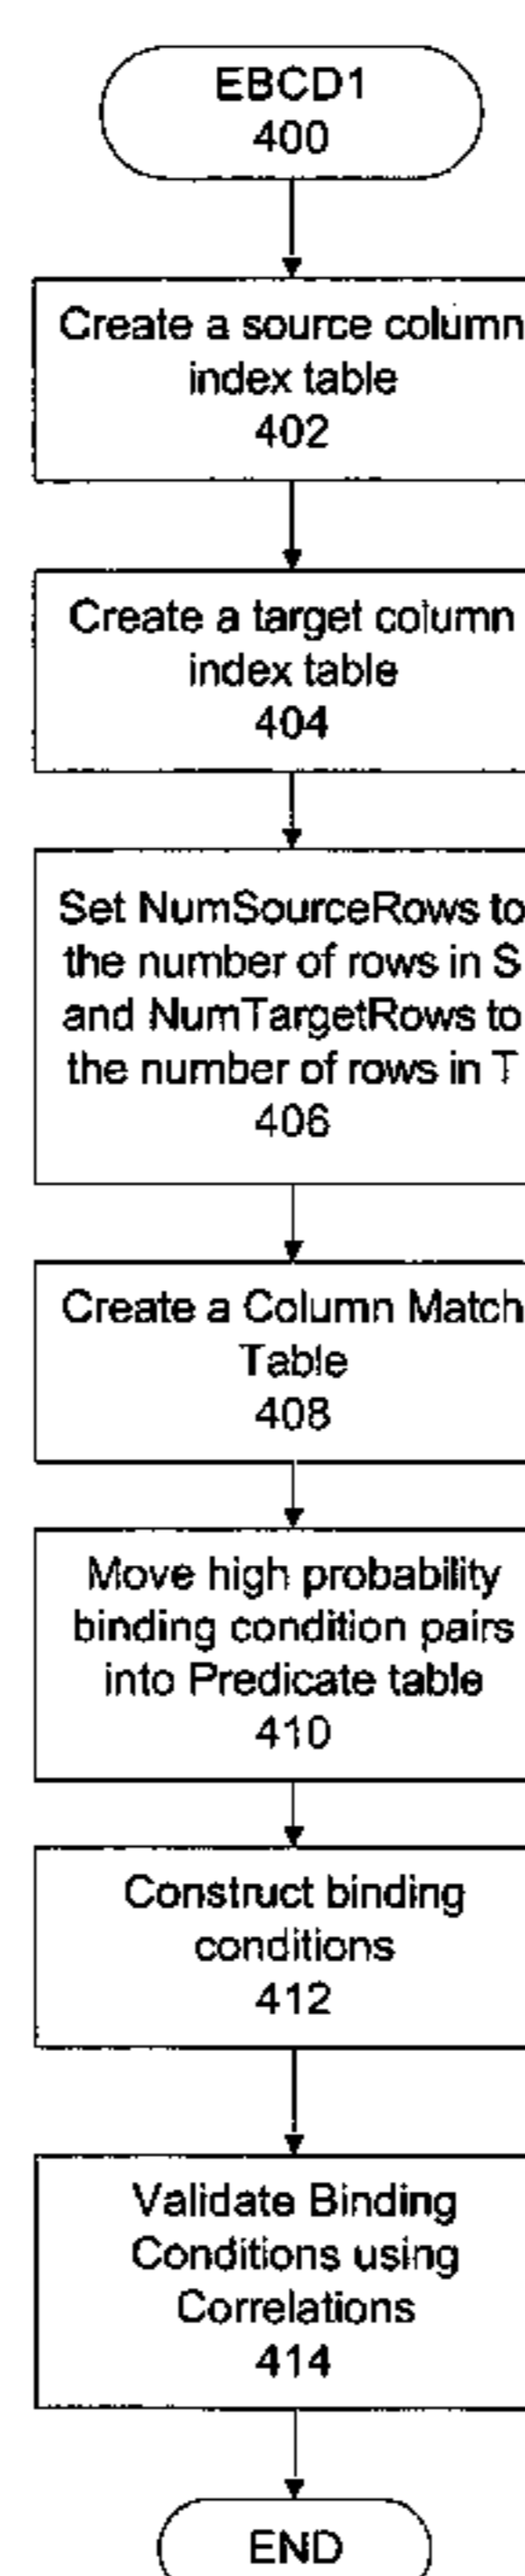 EBCD1
400
Create a source column
index table
402
Create a target column
index table
404
Set NumSourceRows to
the number of rows in S
and NumTargetRows to
the number of rows in T
406
Create a Column Match
Table
408
Move high probability
binding condition pairs
into Predicate table
410
Construct binding
conditions
412
Validate Binding
Conditions using
Correlations
414
END